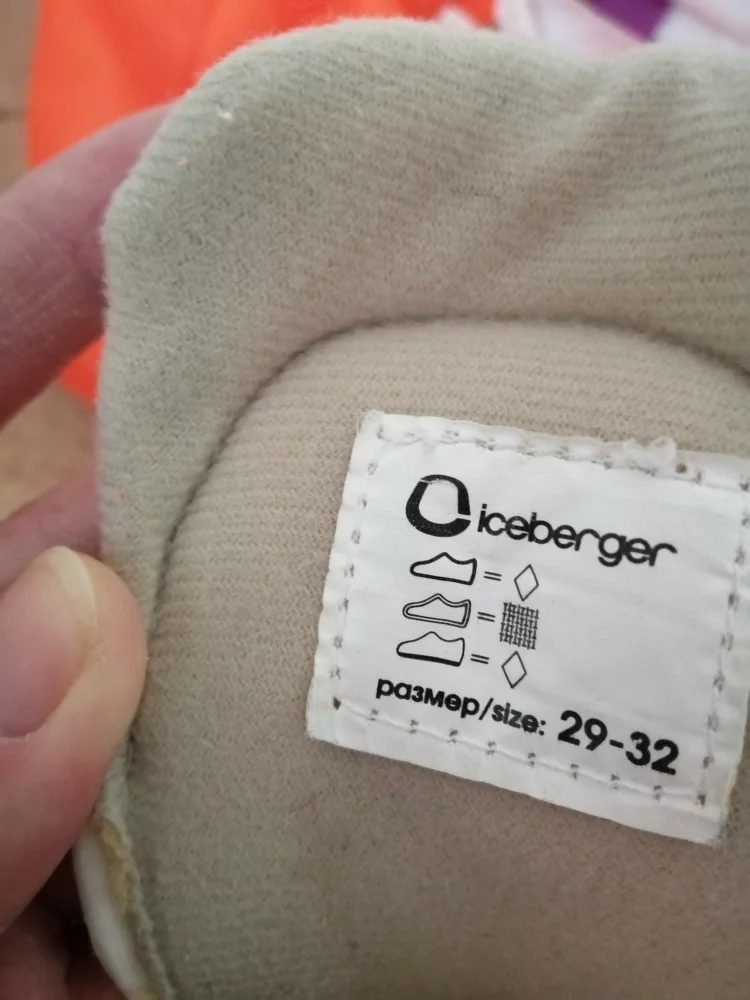 iceberger
=
=
=
размер/size: 29-32